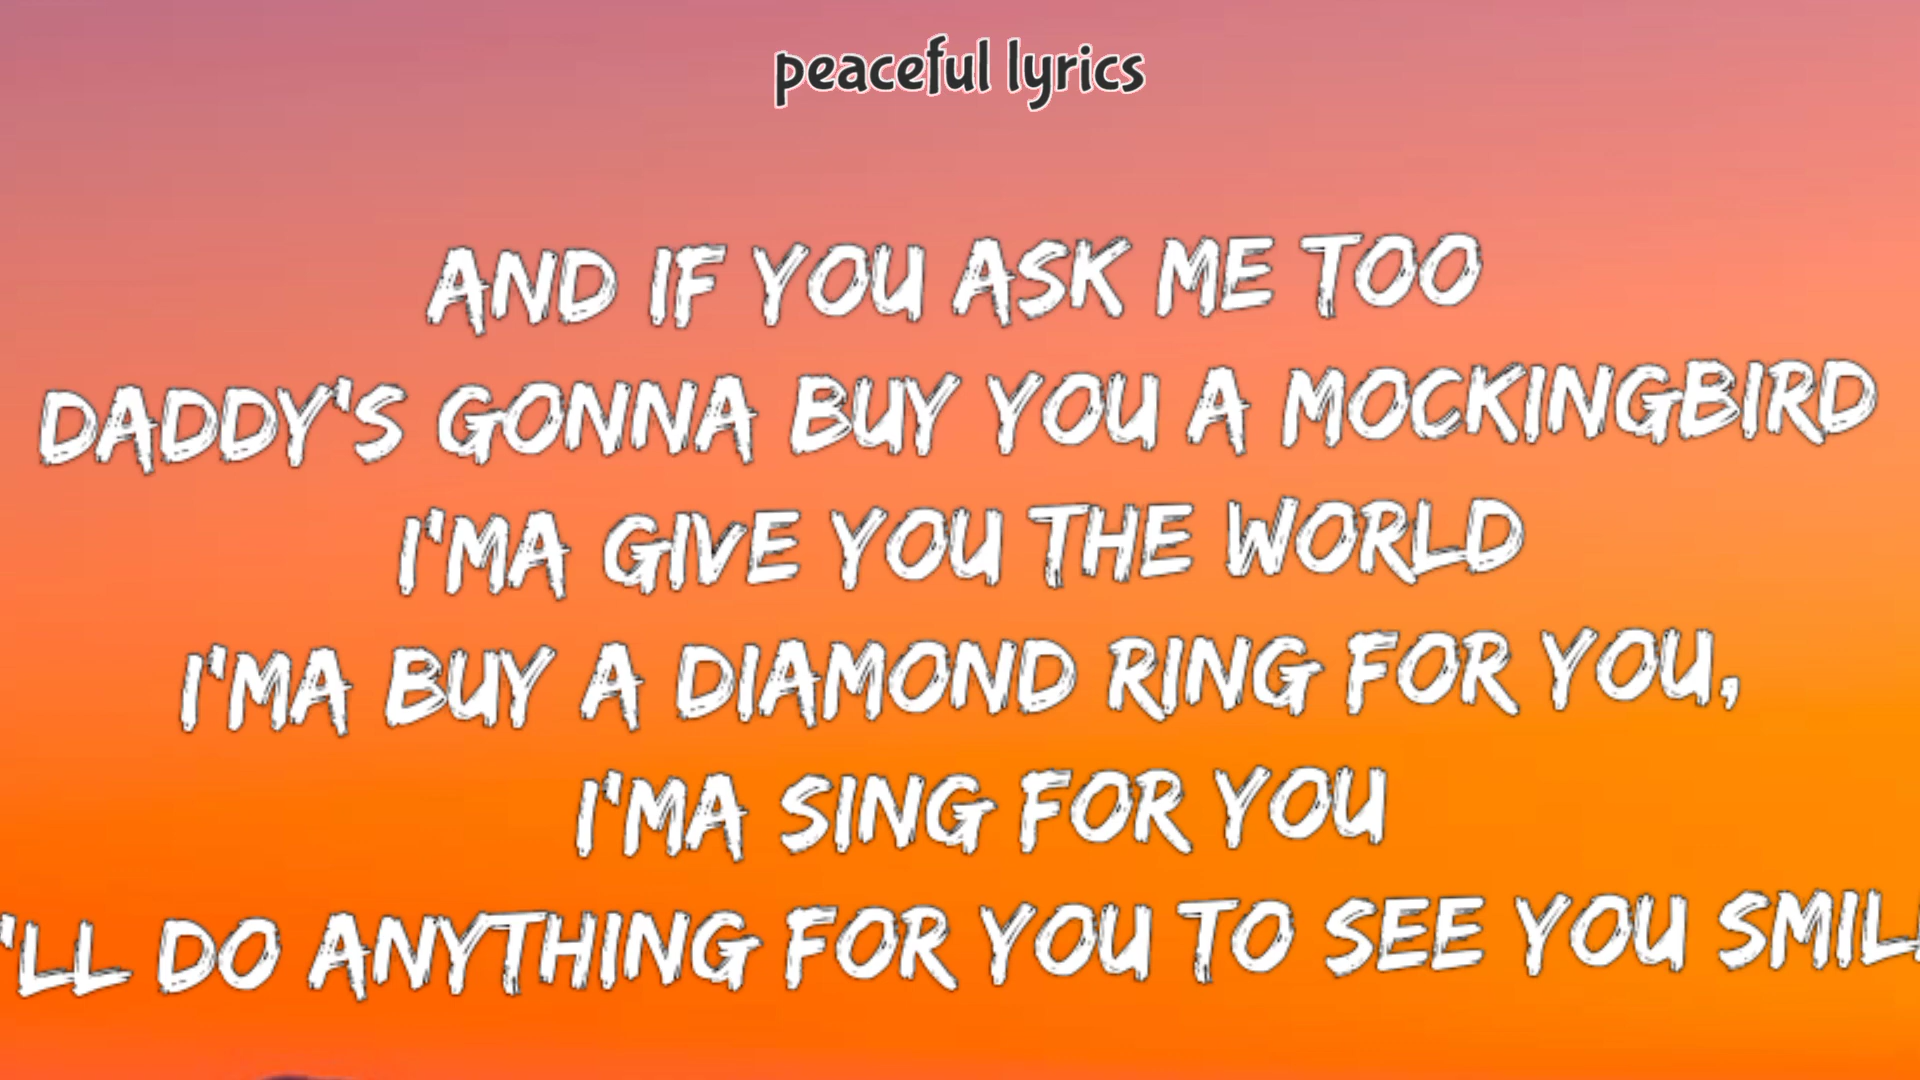 peaceful lyrics
AND IF YOU ASK ME TOO
DADDY'S GONNA BUY YOU A MOCKINGBIRD
I'MA GIVE YOU THE WORLD
I'MA BUY A DIAMOND RING FOR YOU,
I'MA SING FOR YOU
'LL DO ANYTHING FOR YOU TO SEE YOU SMIL